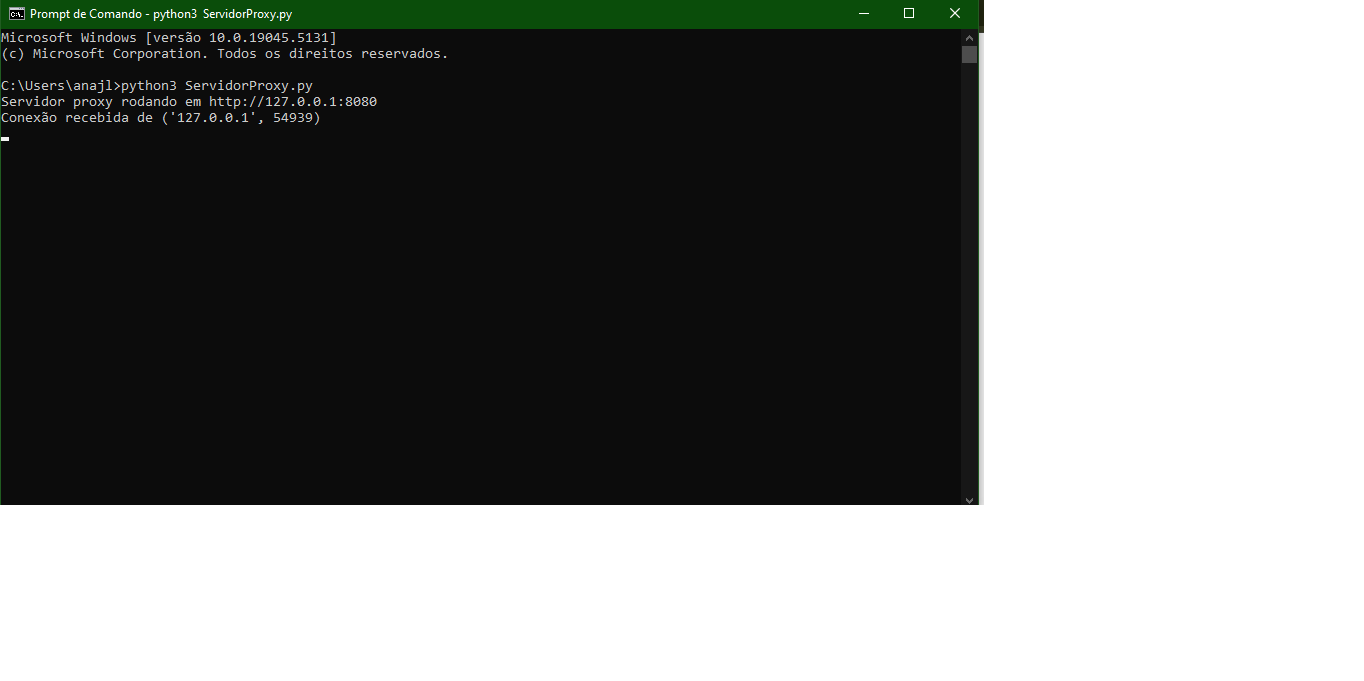 Prompt de Comando - python3 ServidorProxy.py
Microsoft Windows [versão 10.0.19045.5131]
(c) Microsoft Corporation. Todos os direitos reservados.
C:\Users\anajl>python3 ServidorProxy.py
Servidor proxy rodando em http://127.0.0.1:8080
Conexão recebida de ('127.0.0.1', 54939)